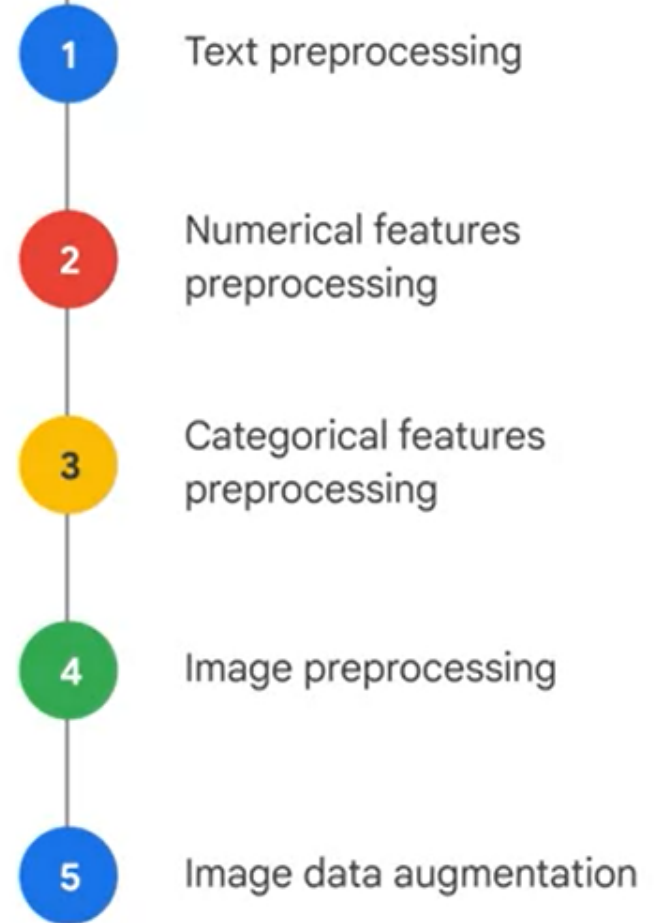 1 Text preprocessing
2 Numerical features
preprocessing
3 Categorical features
preprocessing
4 Image preprocessing
5 Image data augmentation